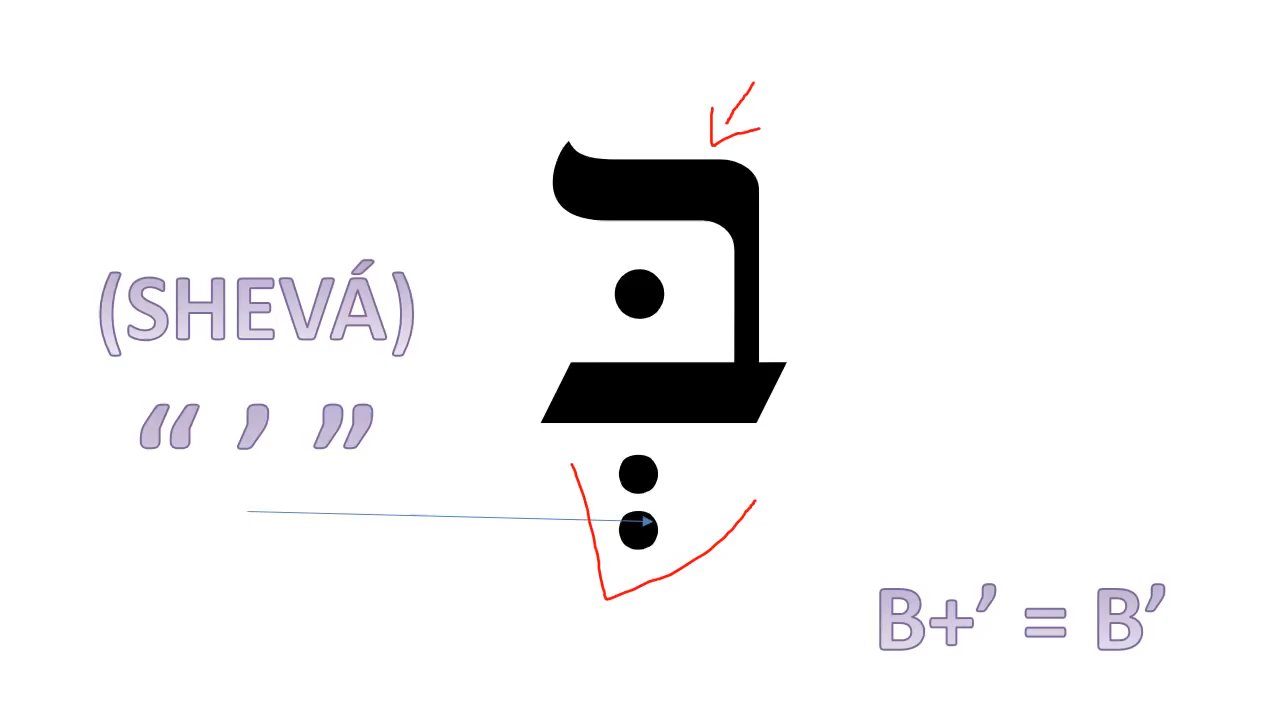 בְּ
(SHEVÁ)
“ ’ ”
B+’ = B’